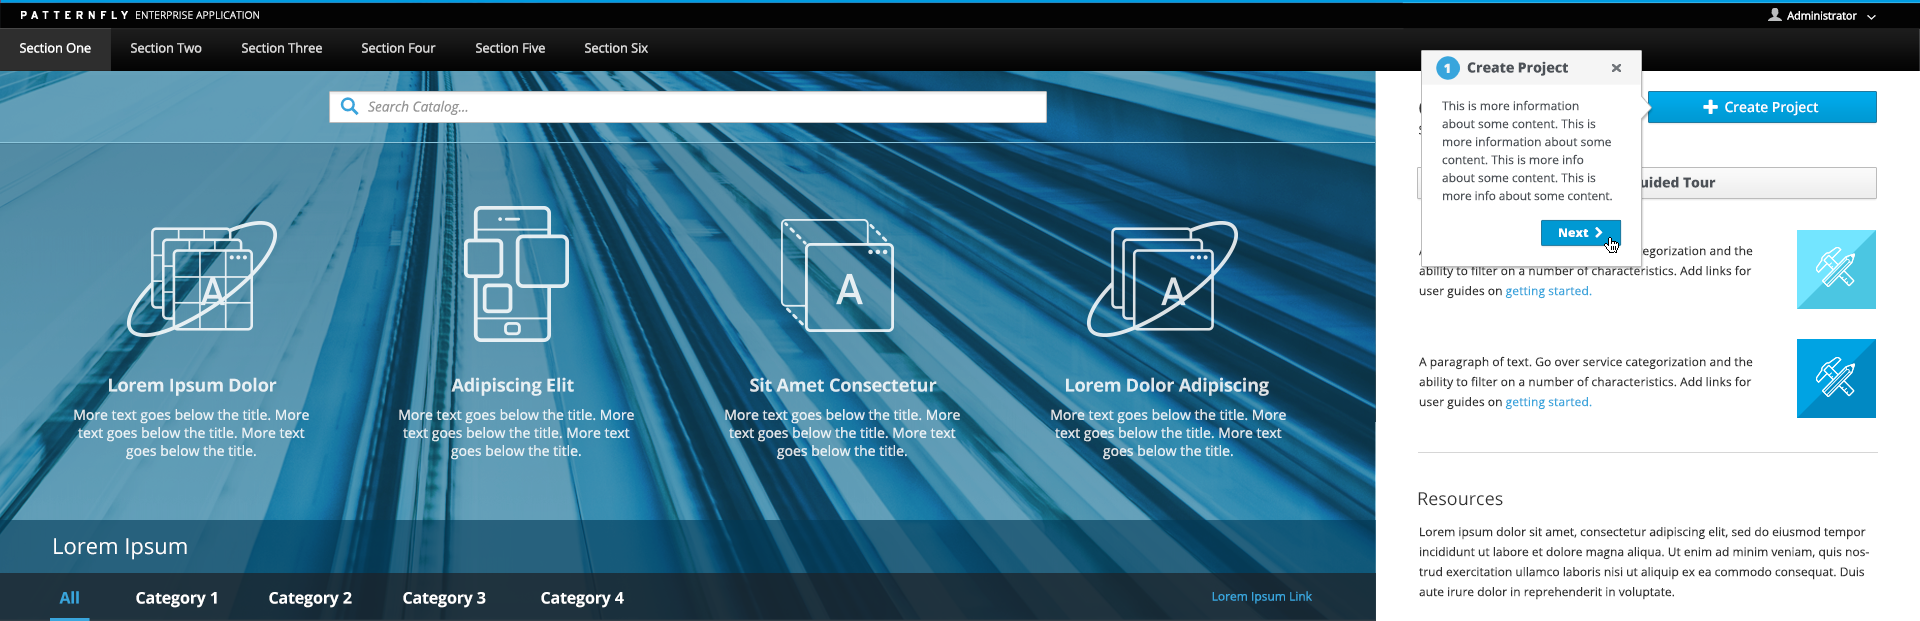 PATTERNFLY ENTERPRISE APPLICATION
Administrator
Section One
Section Two
Section Three
Section Four
Section Five
Section Six
Search Catalog...
A
Lorem Ipsum Dolor
More text goes below the title. More
text goes below the title. More text
goes below the title.
Adipiscing Elit
More text goes below the title. More
text goes below the title. More text
goes below the title.
A
Sit Amet Consectetur
More text goes below the title. More
text goes below the title. More text
goes below the title.
A
Lorem Dolor Adipiscing
More text goes below the title. More
text goes below the title. More text
goes below the title.
Lorem Ipsum
All
Category 1
Category 2
Category 3
Category 4
Lorem Ipsum Link
1 Create Project
This is more information
about some content. This is
more information about some
content. This is more info
about some content. This is
more info about some content.
Next
Create Project
Tour
and the
ability to filter on a number of characteristics. Add links for
user guides on getting started.
A paragraph of text. Go over service categorization and the
ability to filter on a number of characteristics. Add links for
user guides on getting started.
Resources
Lorem ipsum dolor sit amet, consectetur adipiscing elit, sed do eiusmod tempor
incididunt ut labore et dolore magna aliqua. Ut enim ad minim veniam, quis nos-
trud exercitation ullamco laboris nisi ut aliquip ex ea commodo consequat. Duis
aute irure dolor in reprehenderit in voluptate.